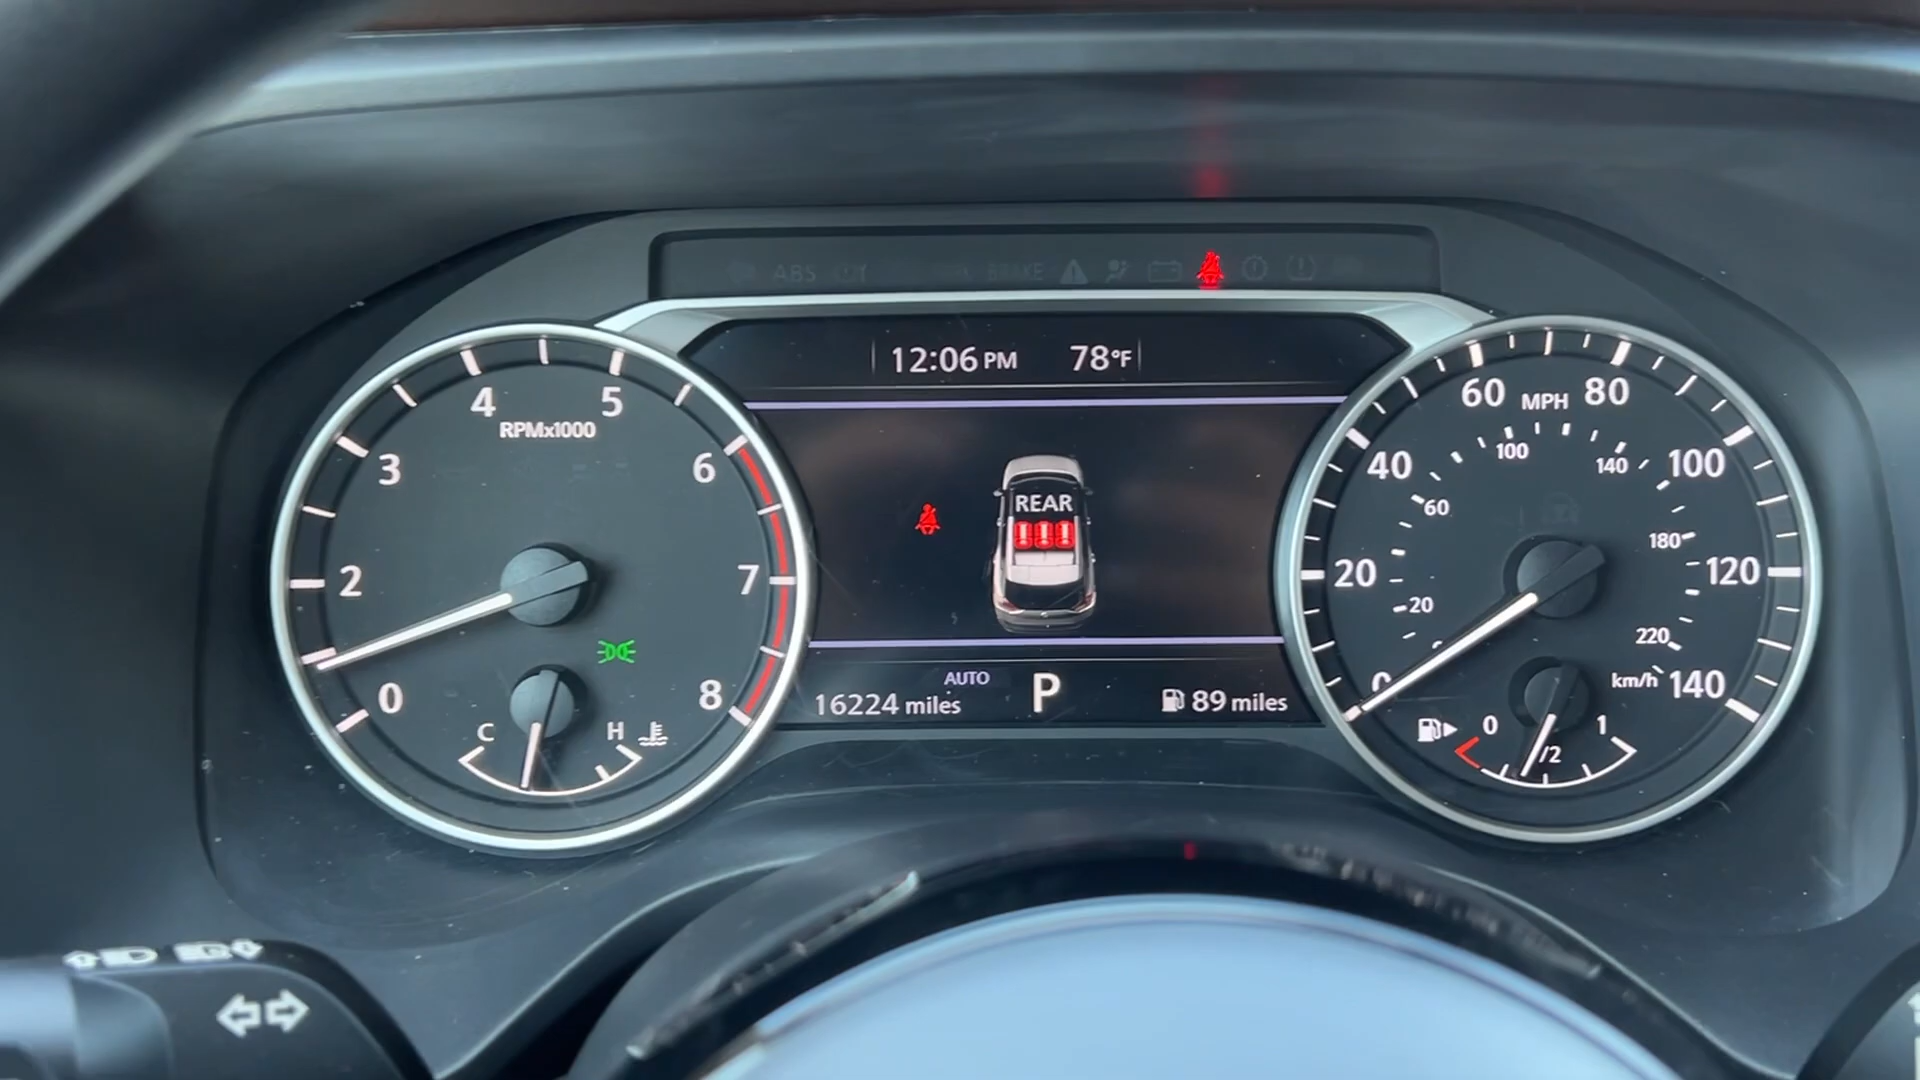 ABS
BRAKE
12:06 PM 78°F
4 5
RPMx1000
3 6
2 7
0 8
C H
REAR
AUTO
16224 miles P 89 miles
60 MPH 80
100 140
40 100
60
180
20 120
20
220
0 km/h 140
0 1
/2